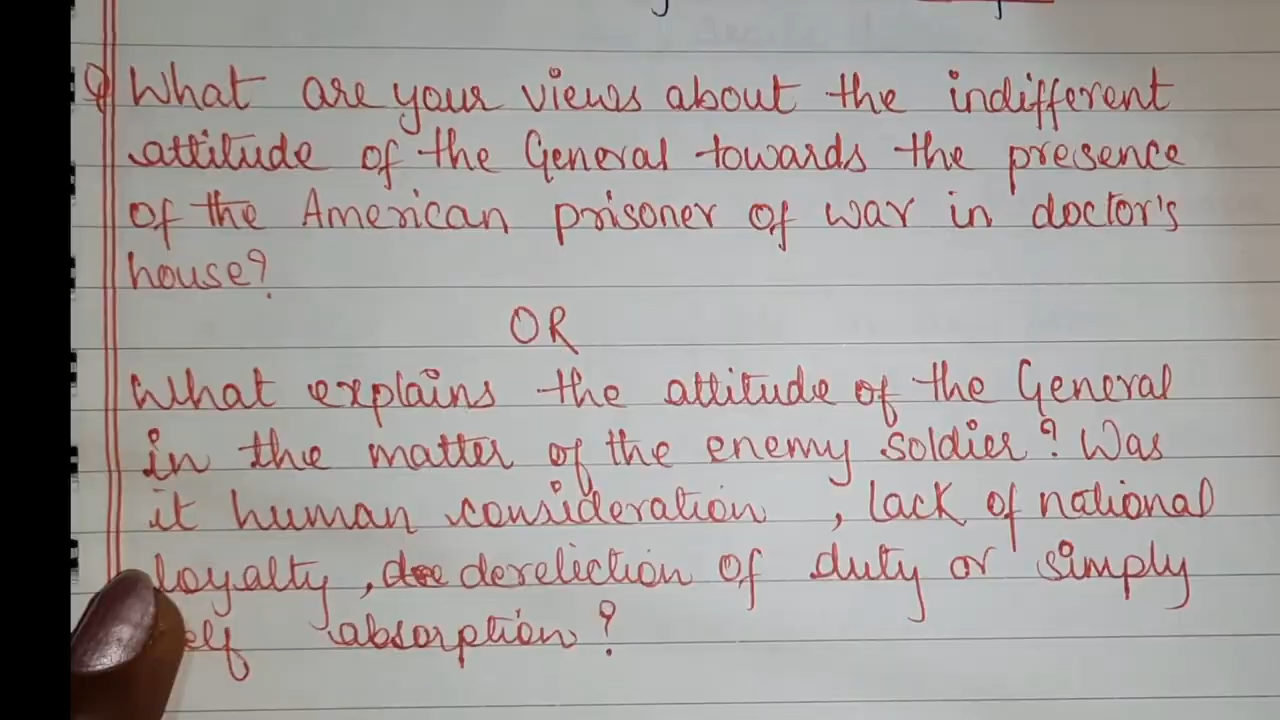 Q What are your views about the indifferent
attitude of the General towards the presence
of the American prisoner of war in doctor's
house?
OR
What explains the attitude of the General
in the matter of the enemy soldier? Was
it human consideration, lack of national
loyalty, dereliction of duty or simply
elf absorption?